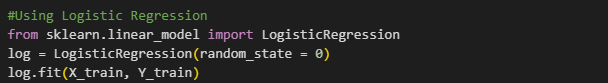 #Using Logistic Regression
from sklearn.linear_model import LogisticRegression
log = LogisticRegression(random_state = 0)
log.fit(X_train, Y_train)